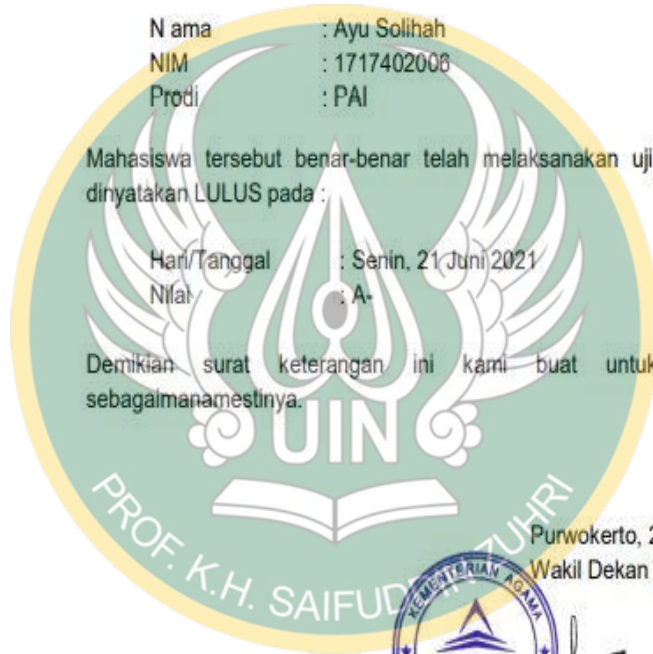 N ama : Ayu Solihah
NIM : 1717402006
Prodi : PAI
Mahasiswa tersebut benar-benar telah melaksanakan uji
dinyatakan LULUS pada :
Hari/Tanggal : Senin, 21 Juni 2021
Nilai : A-
Demikian surat keterangan ini kami buat untuk
sebagaimanamestinya.
UIN
PROF. K.H. SAIFUDDIN ZUHRI
Purwokerto, 2
Wakil Dekan
KEMENTERIAN AGAMA